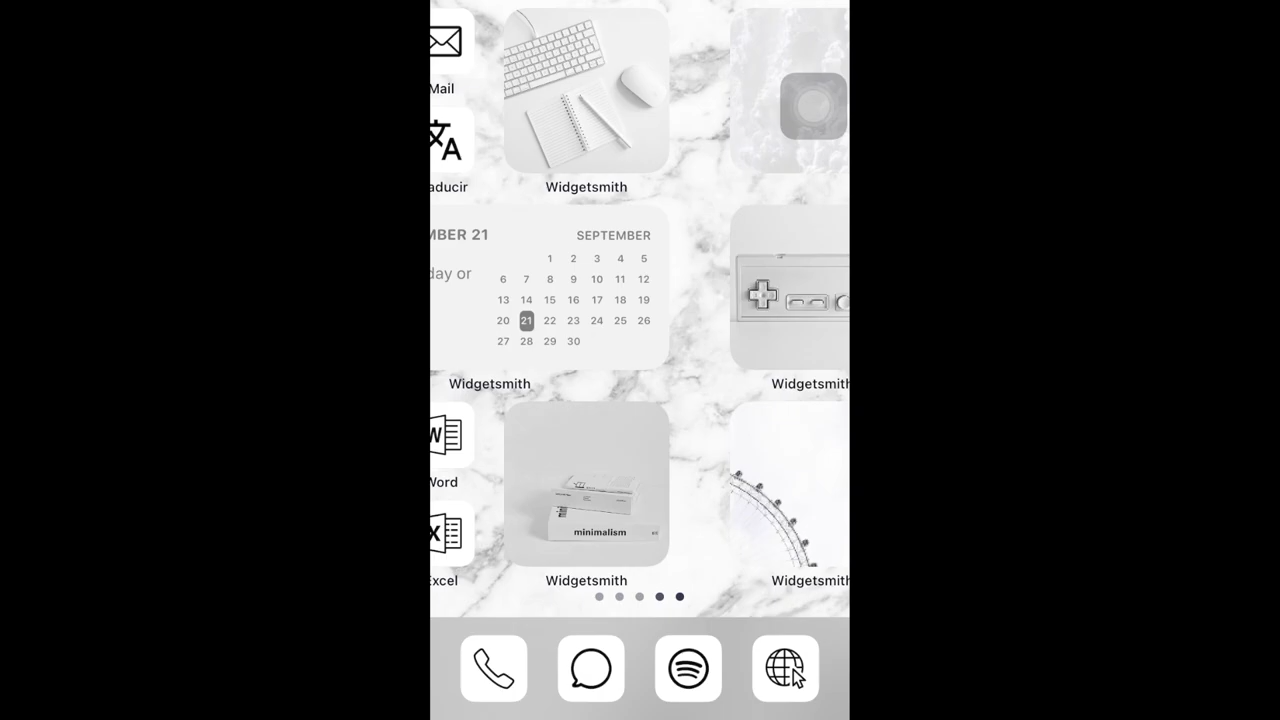 Mail
文A
aducir
Widgetsmith
MBER 21
day or
SEPTEMBER
1 2 3 4 5
6 7 8 9 10 11 12
13 14 15 16 17 18 19
20 21 22 23 24 25 26
27 28 29 30
Widgetsmith
Widgetsmith
W
Word
X
Excel
minimalism
Widgetsmith
Widgetsmith